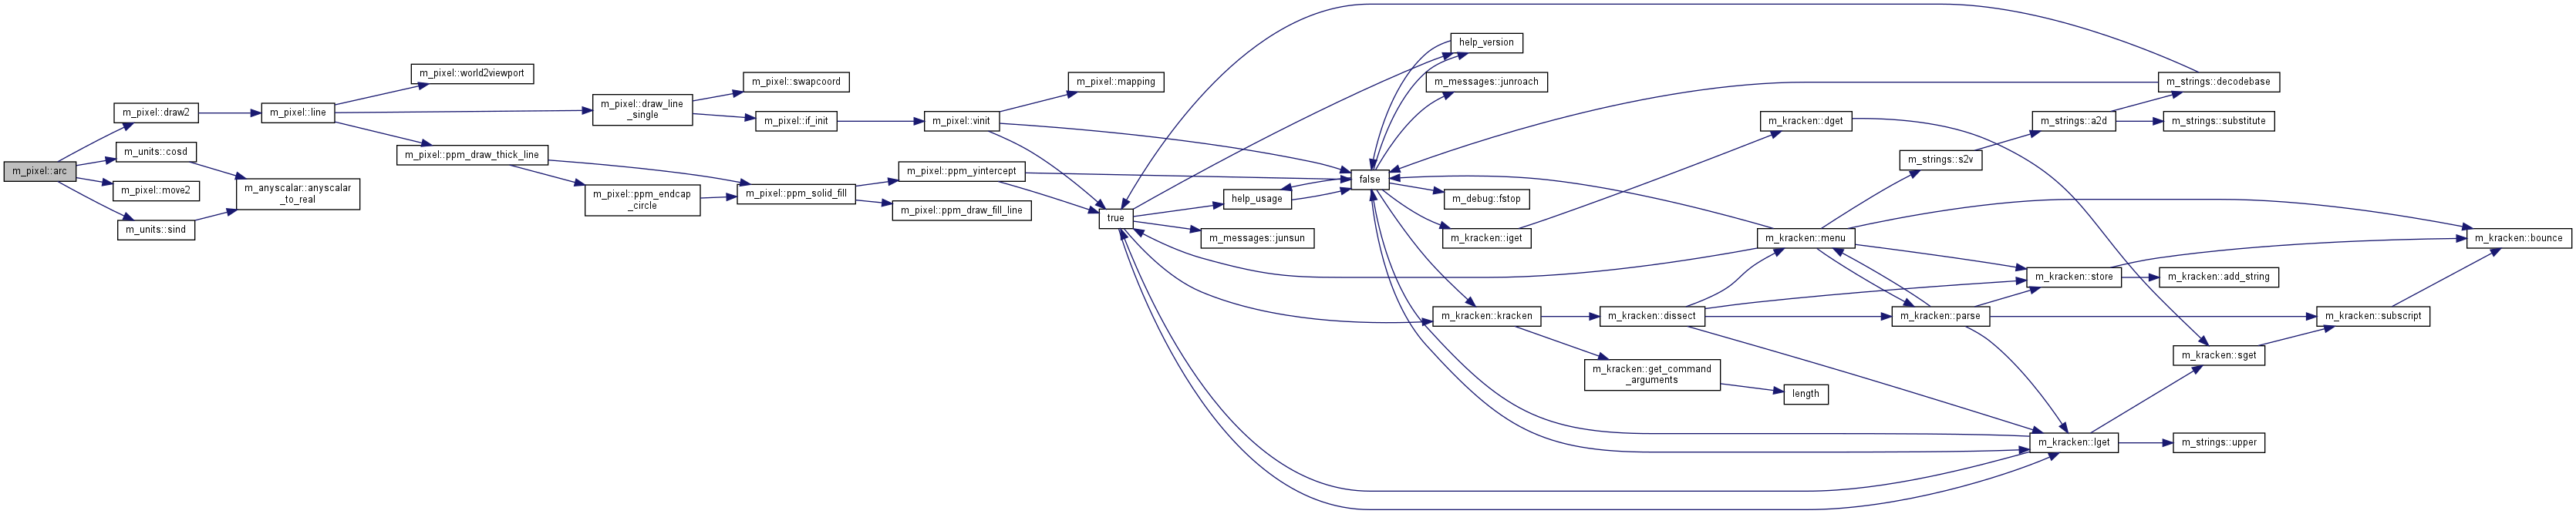 m_pixel::arc
m_pixel::draw2
m_units::cosd
m_pixel::move2
m_units::sind
m_pixel::line
m_anyscalar::anyscalar
_to_real
m_pixel::world2viewport
m_pixel::ppm_draw_thick_line
m_pixel::draw_line
_single
m_pixel::ppm_endcap
_circle
m_pixel::swapcoord
m_pixel::if_init
m_pixel::ppm_solid_fill
m_pixel::vinit
m_pixel::ppm_yintercept
m_pixel::ppm_draw_fill_line
m_pixel::mapping
true
help_usage
m_messages::junsun
false
help_version
m_messages::junroach
m_debug::fstop
m_kracken::iget
m_kracken::kracken
m_kracken::dissect
m_kracken::get_command
_arguments
length
m_kracken::dget
m_kracken::menu
m_strings::s2v
m_kracken::parse
m_strings::a2d
m_kracken::store
m_kracken::lget
m_strings::decodebase
m_strings::substitute
m_kracken::add_string
m_kracken::sget
m_strings::upper
m_kracken::subscript
m_kracken::bounce